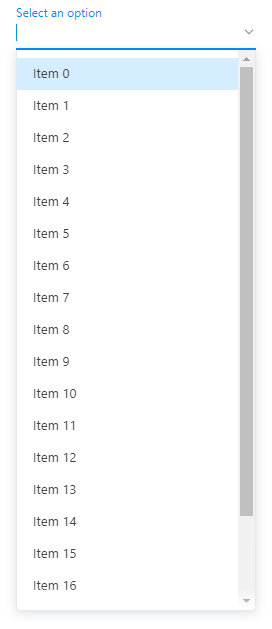 Select an option
Item 0
Item 1
Item 2
Item 3
Item 4
Item 5
Item 6
Item 7
Item 8
Item 9
Item 10
Item 11
Item 12
Item 13
Item 14
Item 15
Item 16